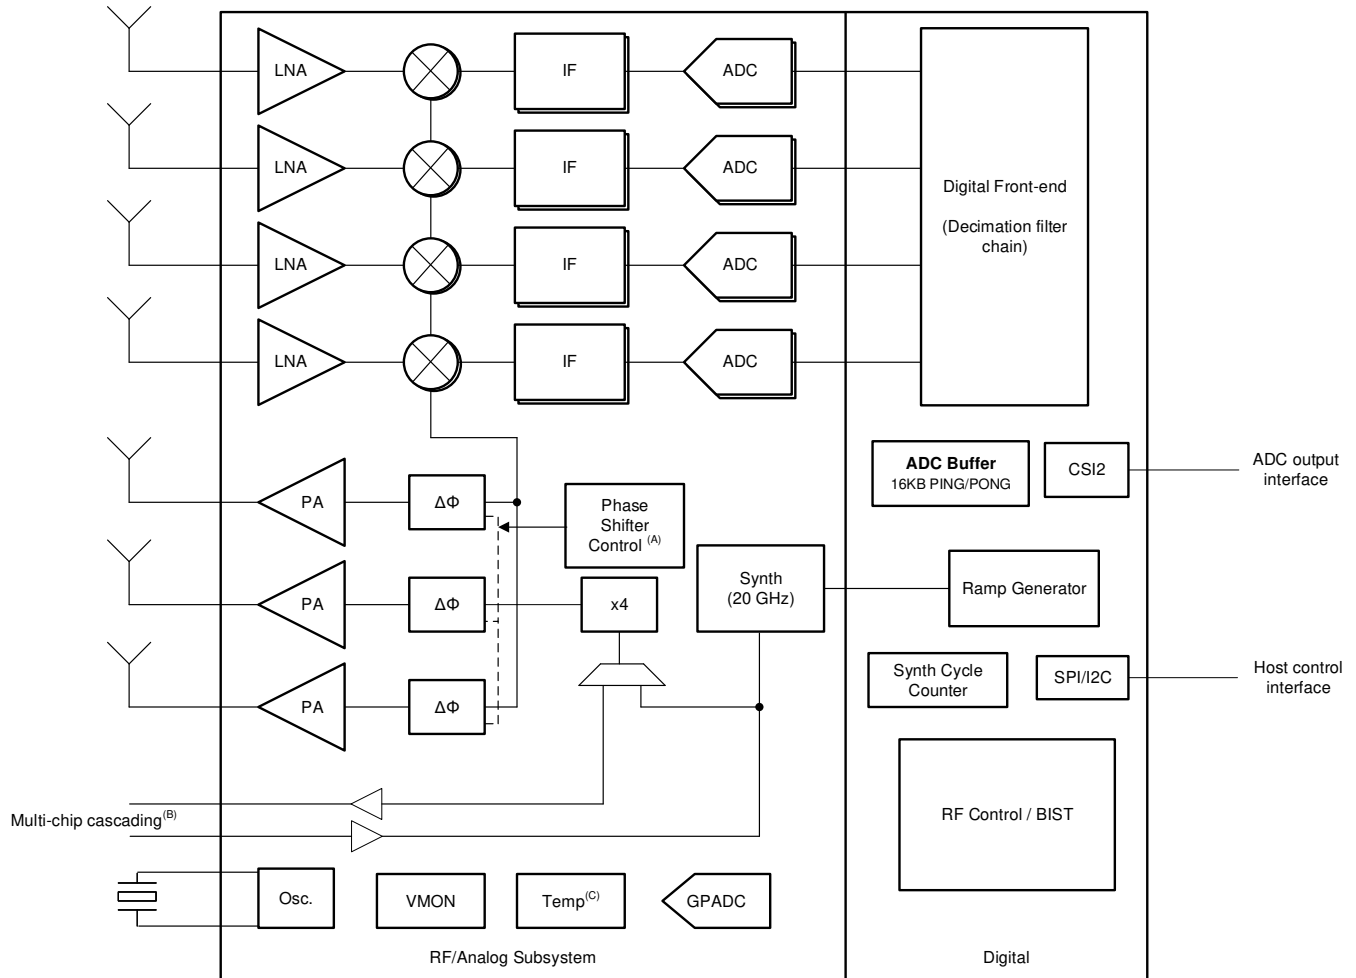 LNA
IF
ADC
LNA
IF
ADC
LNA
IF
ADC
LNA
IF
ADC
Digital Front-end
(Decimation filter
chain)
PA
ΔΦ
PA
ΔΦ
PA
ΔΦ
Phase
Shifter
Control (A)
x4
Synth
(20 GHz)
ADC Buffer
16KB PING/PONG
CSI2
ADC output
interface
Ramp Generator
Synth Cycle
Counter
SPI/I2C
Host control
interface
RF Control / BIST
Multi-chip cascading(B)
Osc.
VMON
Temp(C)
GPADC
RF/Analog Subsystem
Digital